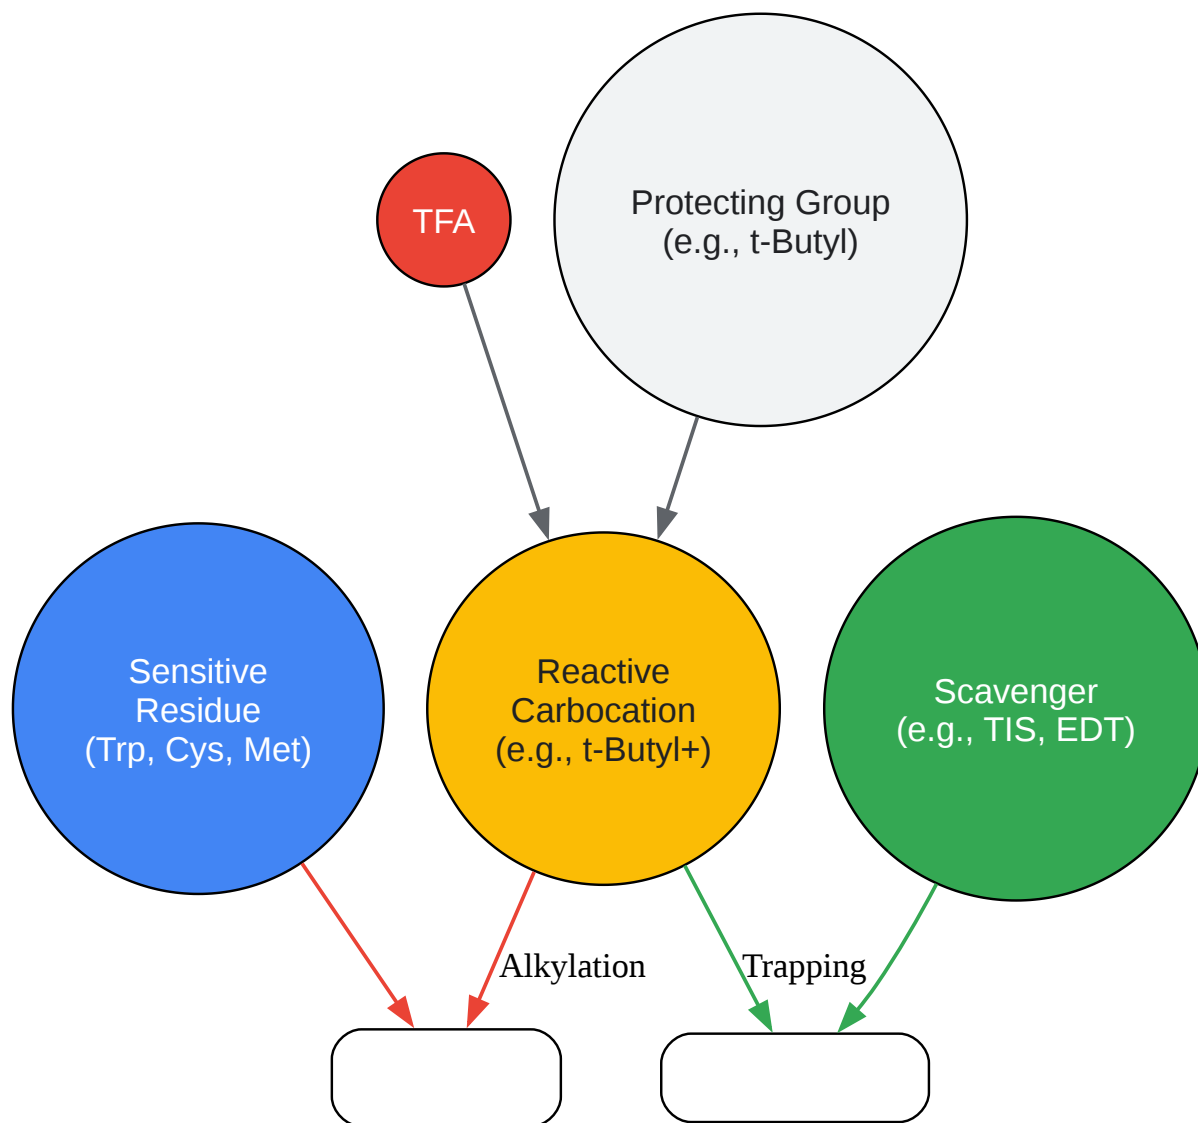 TFA
Protecting Group
(e.g., t-Butyl)
Sensitive
Residue
(Trp, Cys, Met)
Reactive
Carbocation
(e.g., t-Butyl+)
Scavenger
(e.g., TIS, EDT)
Alkylation
Trapping